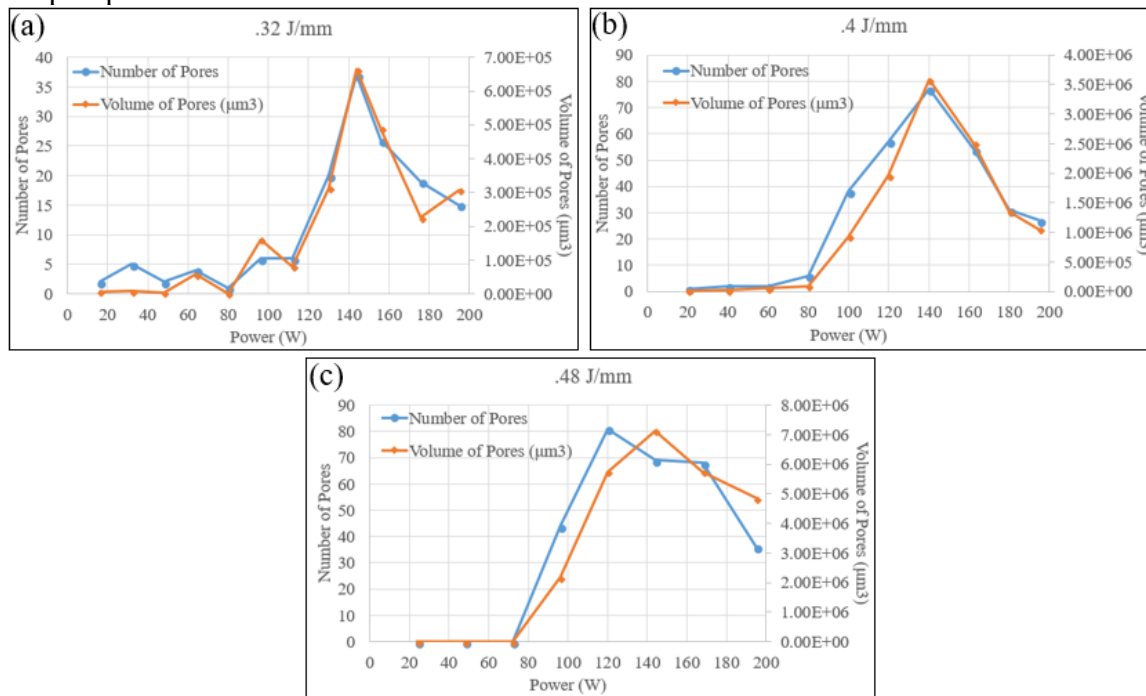 (a)
.32 J/mm
Number of Pores
Volume of Pores (μm3)
Number of Pores
40
35
30
25
20
15
10
5
0
7.00E+05
6.00E+05
5.00E+05
4.00E+05
3.00E+05
2.00E+05
1.00E+05
0.00E+00
Volume of Pores (μm3)
0 20 40 60 80 100 120 140 160 180 200
Power (W)
(b)
.4 J/mm
Number of Pores
Volume of Pores (μm3)
Number of Pores
90
80
70
60
50
40
30
20
10
0
4.00E+06
3.50E+06
3.00E+06
2.50E+06
2.00E+06
1.50E+06
1.00E+06
5.00E+05
0.00E+00
Volume of Pores (μm3)
0 20 40 60 80 100 120 140 160 180 200
Power (W)
(c)
.48 J/mm
Number of Pores
Volume of Pores (μm3)
Number of Pores
90
80
70
60
50
40
30
20
10
0
8.00E+06
7.00E+06
6.00E+06
5.00E+06
4.00E+06
3.00E+06
2.00E+06
1.00E+06
0.00E+00
Volume of Pores (μm3)
0 20 40 60 80 100 120 140 160 180 200
Power (W)